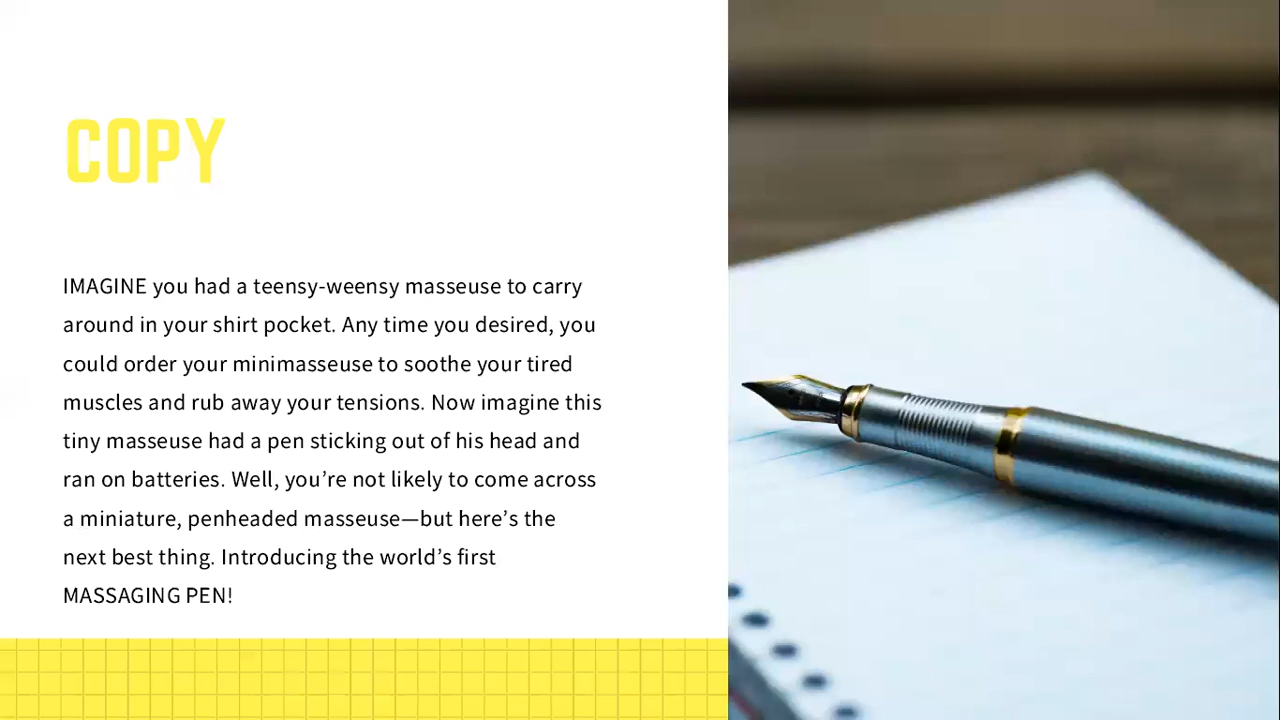 COPY
IMAGINE you had a teensy-weensy masseuse to carry
around in your shirt pocket. Any time you desired, you
could order your minimasseuse to soothe your tired
muscles and rub away your tensions. Now imagine this
tiny masseuse had a pen sticking out of his head and
ran on batteries. Well, you’re not likely to come across
a miniature, penheaded masseuse—but here’s the
next best thing. Introducing the world’s first
MASSAGING PEN!